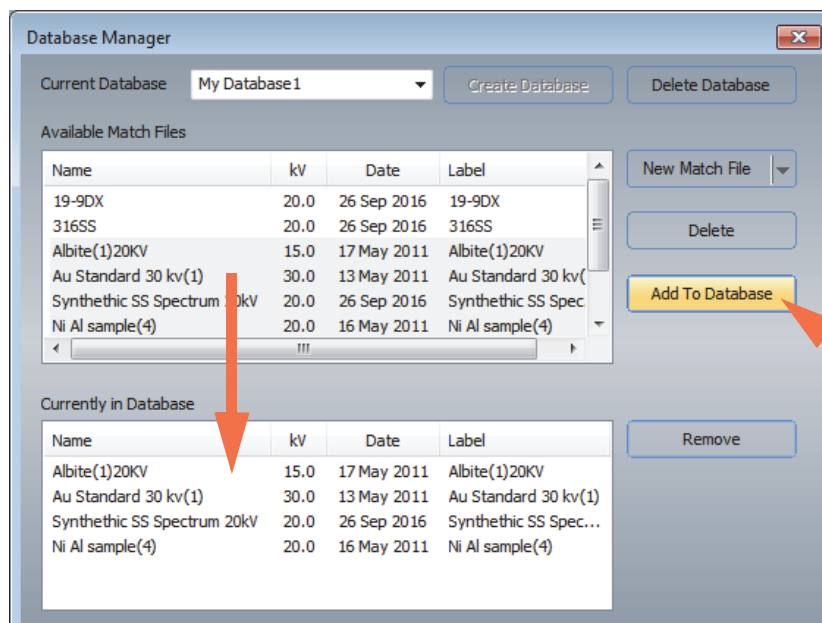 Database Manager
Current Database My Database1 Create Database Delete Database
Available Match Files
Name kV Date Label New Match File
19-9DX 20.0 26 Sep 2016 19-9DX
316SS 20.0 26 Sep 2016 316SS Delete
Albite(1)20KV 15.0 17 May 2011 Albite(1)20KV
Au Standard 30 kv(1) 30.0 13 May 2011 Au Standard 30 kv( Add To Database
Synthethic SS Spectrum 0kV 20.0 26 Sep 2016 Synthethic SS Spec.
Ni Al sample(4) 20.0 16 May 2011 Ni Al sample(4)
Currently in Database
Name kV Date Label Remove
Albite(1)20KV 15.0 17 May 2011 Albite(1)20KV
Au Standard 30 kv(1) 30.0 13 May 2011 Au Standard 30 kv(1)
Synthethic SS Spectrum 20kV 20.0 26 Sep 2016 Synthethic SS Spec...
Ni Al sample(4) 20.0 16 May 2011 Ni Al sample(4)